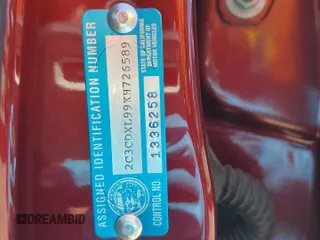 ASSIGNED IDENTIFICATION NUMBER
2C3CDXL99KH726589
STATE OF CALIFORNIA
DEPARTMENT OF
MOTOR VEHICLES
CONTROL NO.
1336258
DREAMBID